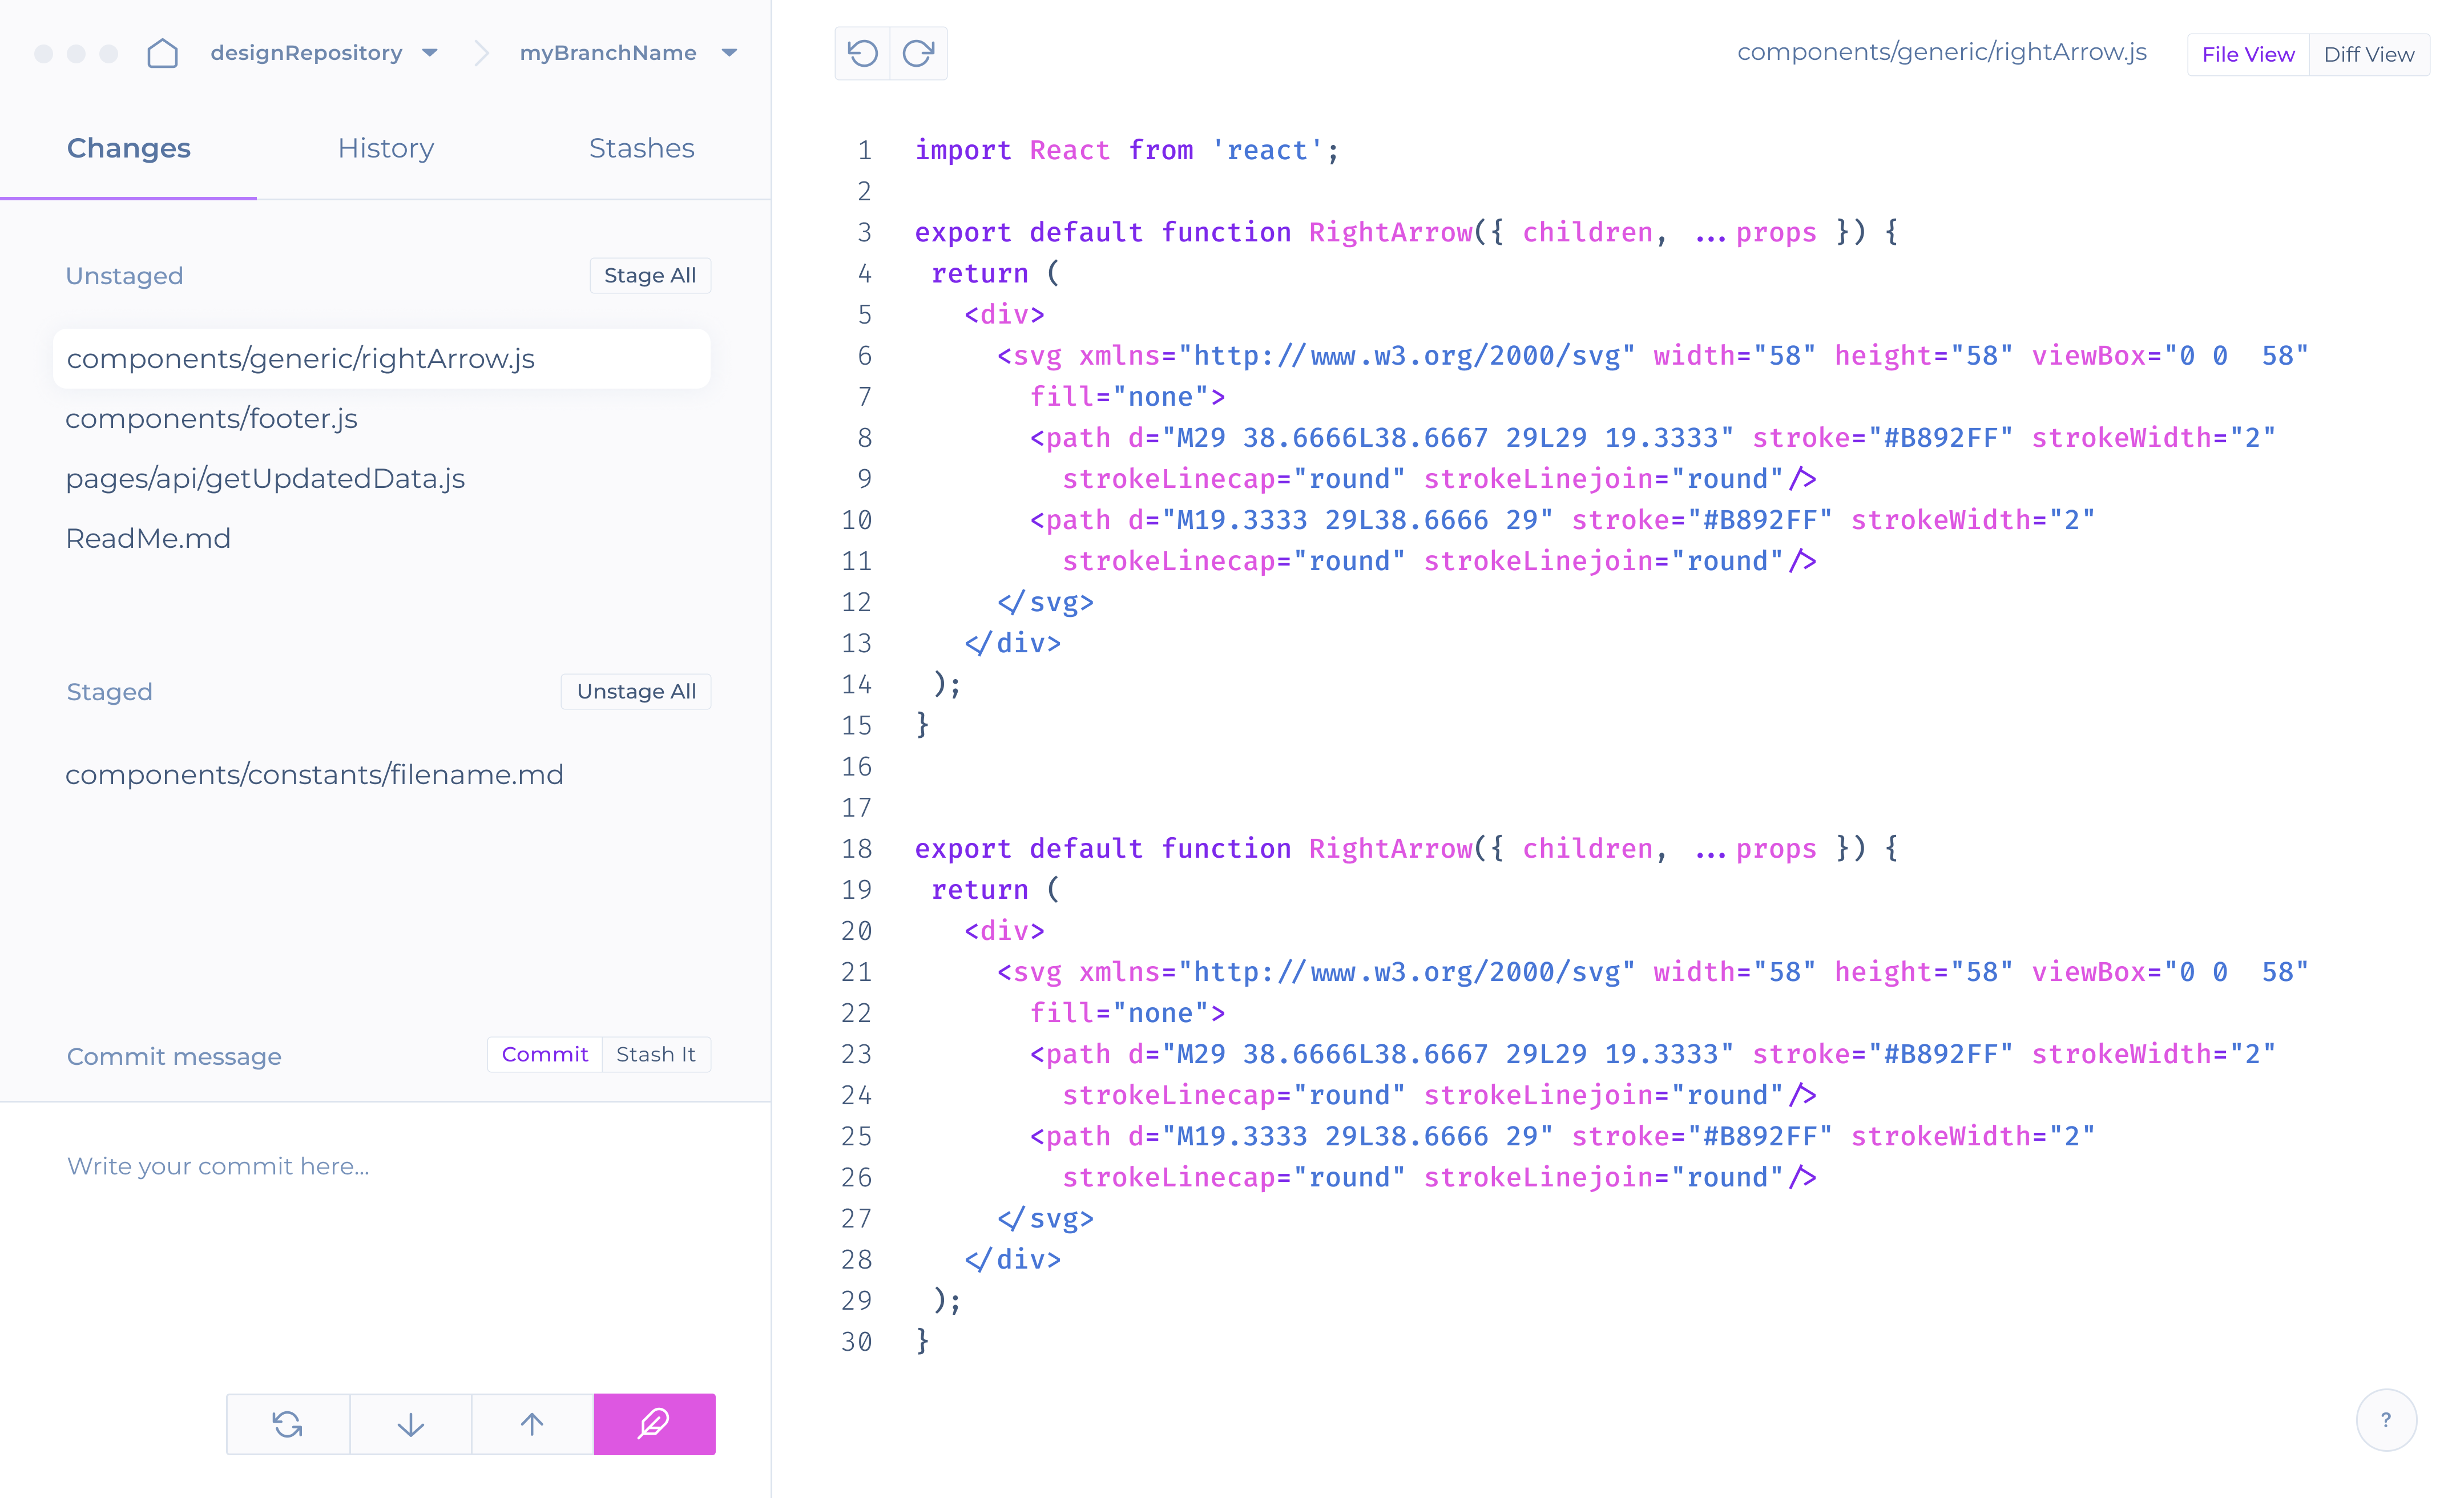 designRepository
myBranchName
Changes
History
Stashes
Unstaged
Stage All
components/generic/rightArrow.js
components/footer.js
pages/api/getUpdatedData.js
ReadMe.md
Staged
Unstage All
components/constants/filename.md
Commit message
Commit
Stash It
Write your commit here...
components/generic/rightArrow.js
File View
Diff View
1 import React from 'react';
2
3 export default function RightArrow({ children, ...props }) {
4  return (
5    <div>
6      <svg xmlns="http://www.w3.org/2000/svg" width="58" height="58" viewBox="0 0  58"
7        fill="none">
8        <path d="M29 38.6666L38.6667 29L29 19.3333" stroke="#B892FF" strokeWidth="2"
9          strokeLinecap="round" strokeLinejoin="round"/>
10       <path d="M19.3333 29L38.6666 29" stroke="#B892FF" strokeWidth="2"
11         strokeLinecap="round" strokeLinejoin="round"/>
12     </svg>
13   </div>
14 );
15 }
16
17
18 export default function RightArrow({ children, ...props }) {
19  return (
20    <div>
21      <svg xmlns="http://www.w3.org/2000/svg" width="58" height="58" viewBox="0 0  58"
22        fill="none">
23        <path d="M29 38.6666L38.6667 29L29 19.3333" stroke="#B892FF" strokeWidth="2"
24          strokeLinecap="round" strokeLinejoin="round"/>
25        <path d="M19.3333 29L38.6666 29" stroke="#B892FF" strokeWidth="2"
26          strokeLinecap="round" strokeLinejoin="round"/>
27      </svg>
28    </div>
29  );
30 }
?